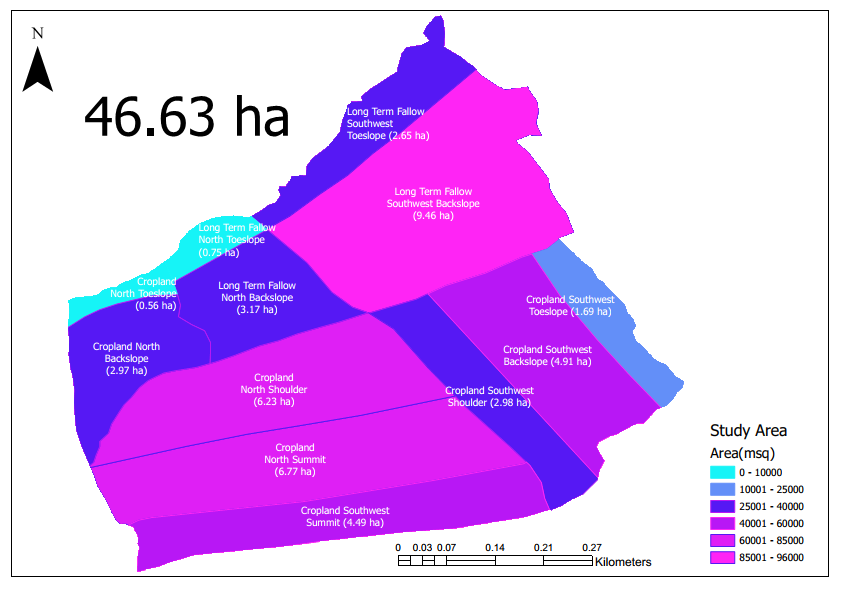 N
46.63 ha
Long Term Fallow
Southwest
Toeslope (2.65 ha)
Long Term Fallow
Southwest Backslope
(9.46 ha)
Long Term Fallow
North Toeslope
(0.75 ha)
Cropland
North Toeslope
(0.56 ha)
Long Term Fallow
North Backslope
(3.17 ha)
Cropland Southwest
Toeslope (1.69 ha)
Cropland North
Backslope
(2.97 ha)
Cropland Southwest
Backslope (4.91 ha)
Cropland
North Shoulder
(6.23 ha)
Cropland Southwest
Shoulder (2.98 ha)
Cropland
North Summit
(6.77 ha)
Cropland Southwest
Summit (4.49 ha)
Study Area
Area(msq)
0 - 10000
10001 - 25000
25001 - 40000
40001 - 60000
60001 - 85000
85001 - 96000
0 0.03 0.07 0.14 0.21 0.27
Kilometers